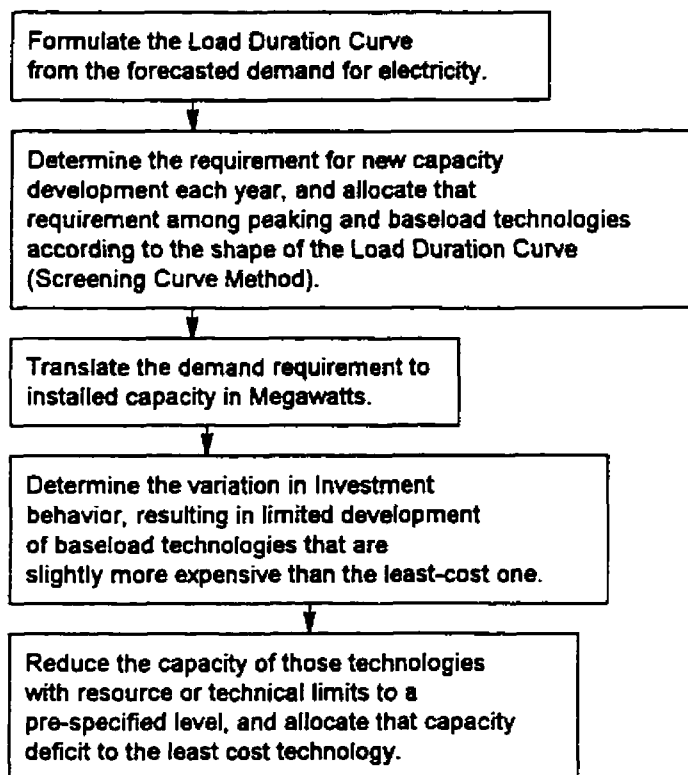 Formulate the Load Duration Curve
from the forecasted demand for electricity.
Determine the requirement for new capacity
development each year, and allocate that
requirement among peaking and baseload technologies
according to the shape of the Load Duration Curve
(Screening Curve Method).
Translate the demand requirement to
installed capacity in Megawatts.
Determine the variation in Investment
behavior, resulting in limited development
of baseload technologies that are
slightly more expensive than the least-cost one.
Reduce the capacity of those technologies
with resource or technical limits to a
pre-specified level, and allocate that capacity
deficit to the least cost technology.